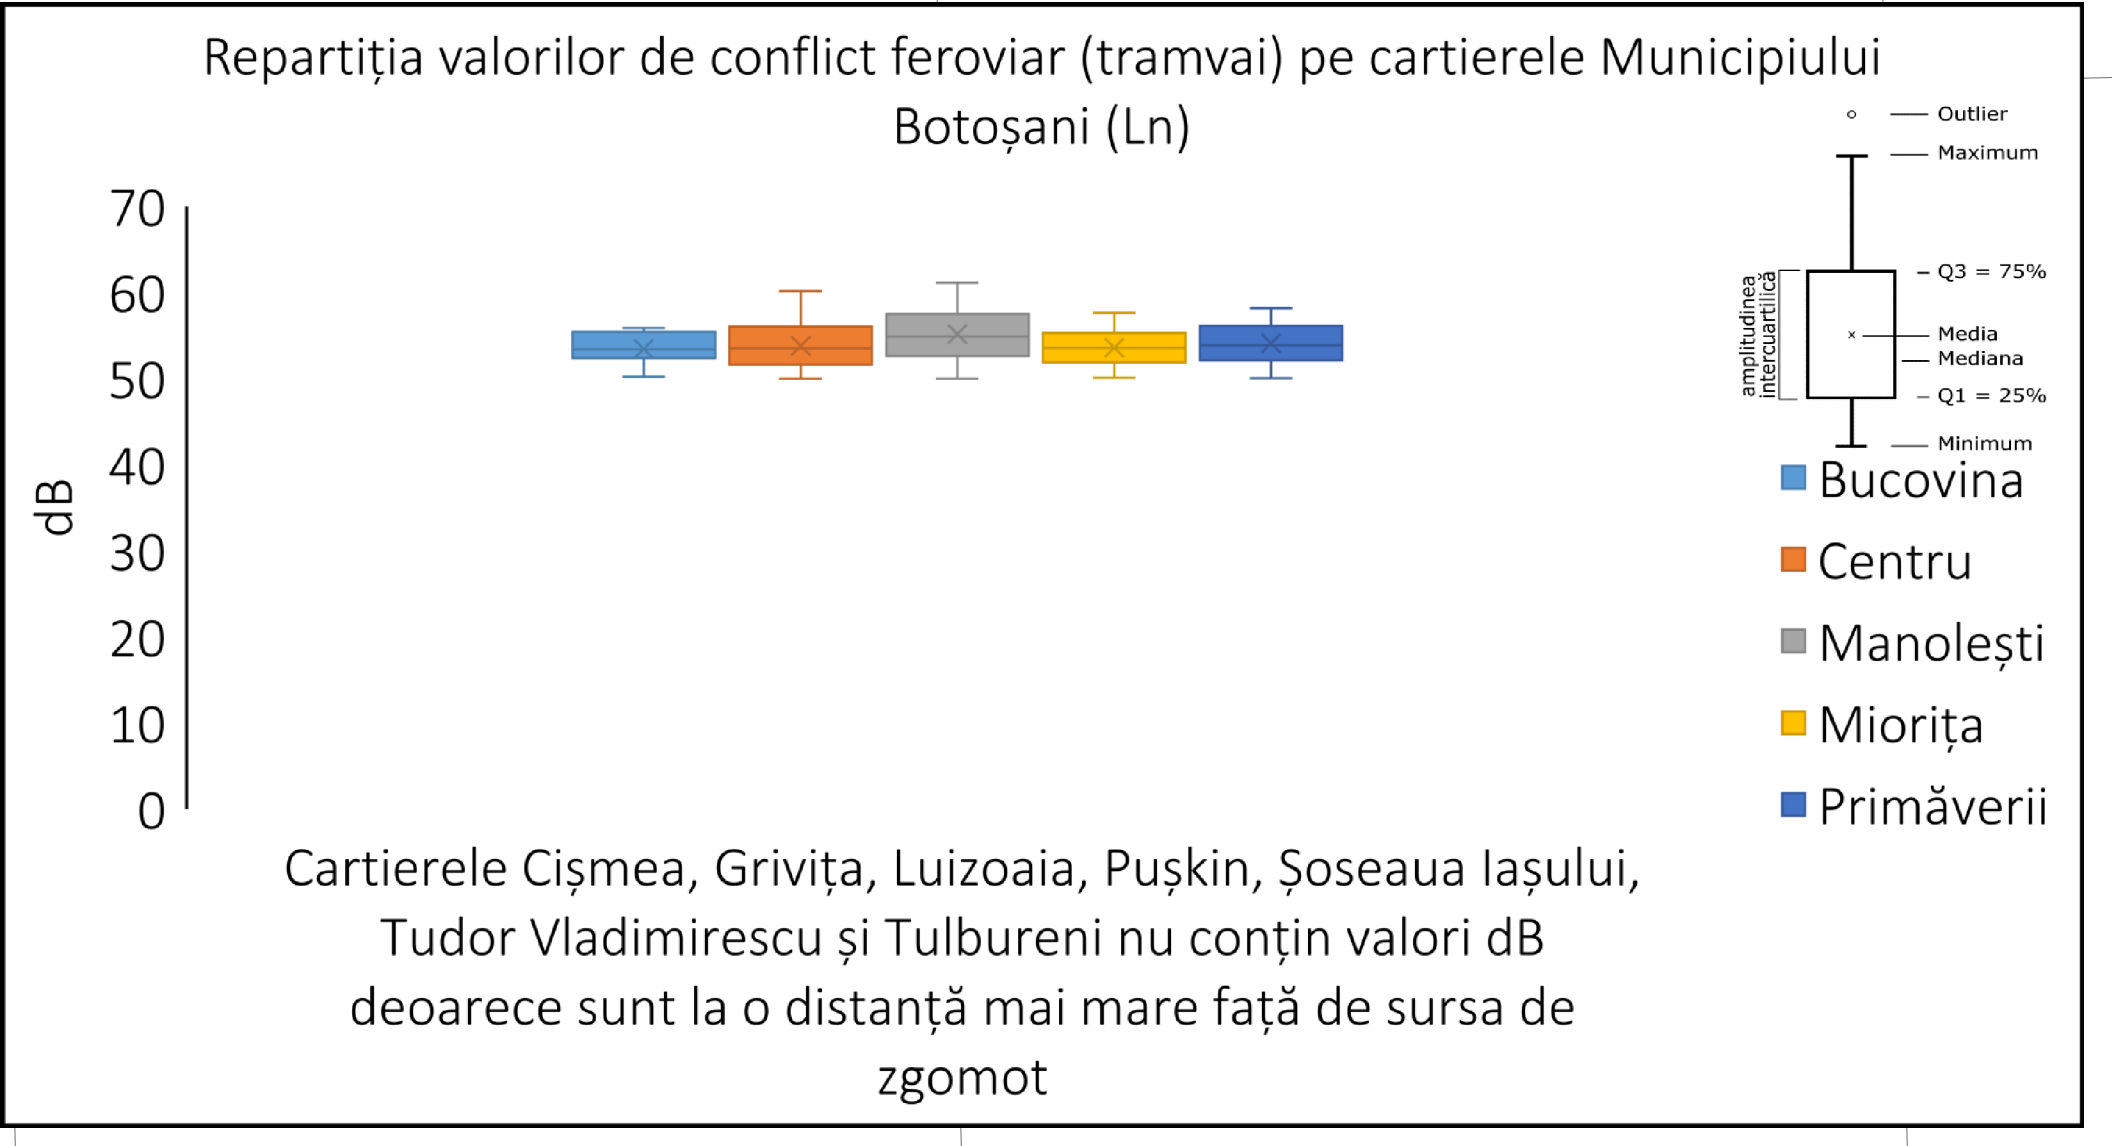 Repartiția valorilor de conflict feroviar (tramvai) pe cartierele Municipiului
Botoșani (Ln)
Outlier
Maximum
Q3 = 75%
Media
Mediana
Q1 = 25%
Minimum
amplitudinea
intercuartilică
70
60
50
40
30
20
10
0
dB
Bucovina
Centru
Manolești
Miorița
Primăverii
Cartierele Cișmea, Grivița, Luizoaia, Pușkin, Șoseaua Iașului,
Tudor Vladimirescu și Tulbureni nu conțin valori dB
deoarece sunt la o distanță mai mare față de sursa de
zgomot